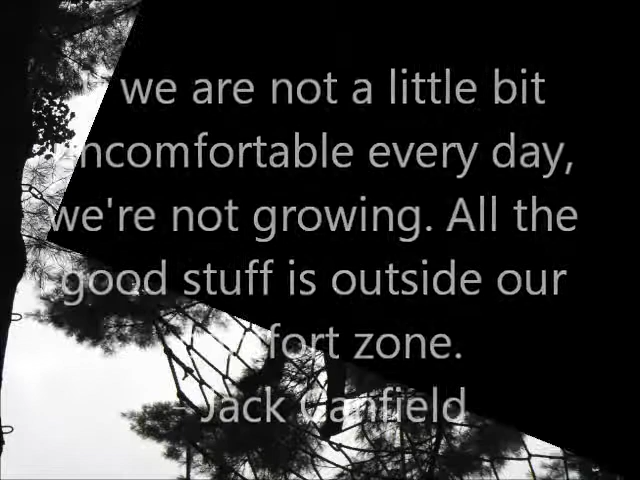 we are not a little bit
uncomfortable every day,
we're not growing. All the
good stuff is outside our
comfort zone.
- Jack Canfield